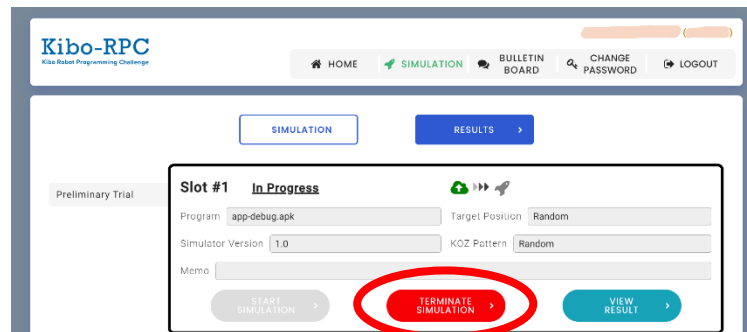 Kibo-RPC
Kibo Robot Programming Challenge
HOME SIMULATION BULLETIN BOARD CHANGE PASSWORD LOGOUT
SIMULATION RESULTS >
Preliminary Trial
Slot #1 In Progress
Program app-debug.apk Target Position Random
Simulator Version 1.0 KOZ Pattern Random
Memo
START SIMULATION > TERMINATE SIMULATION > VIEW RESULT >